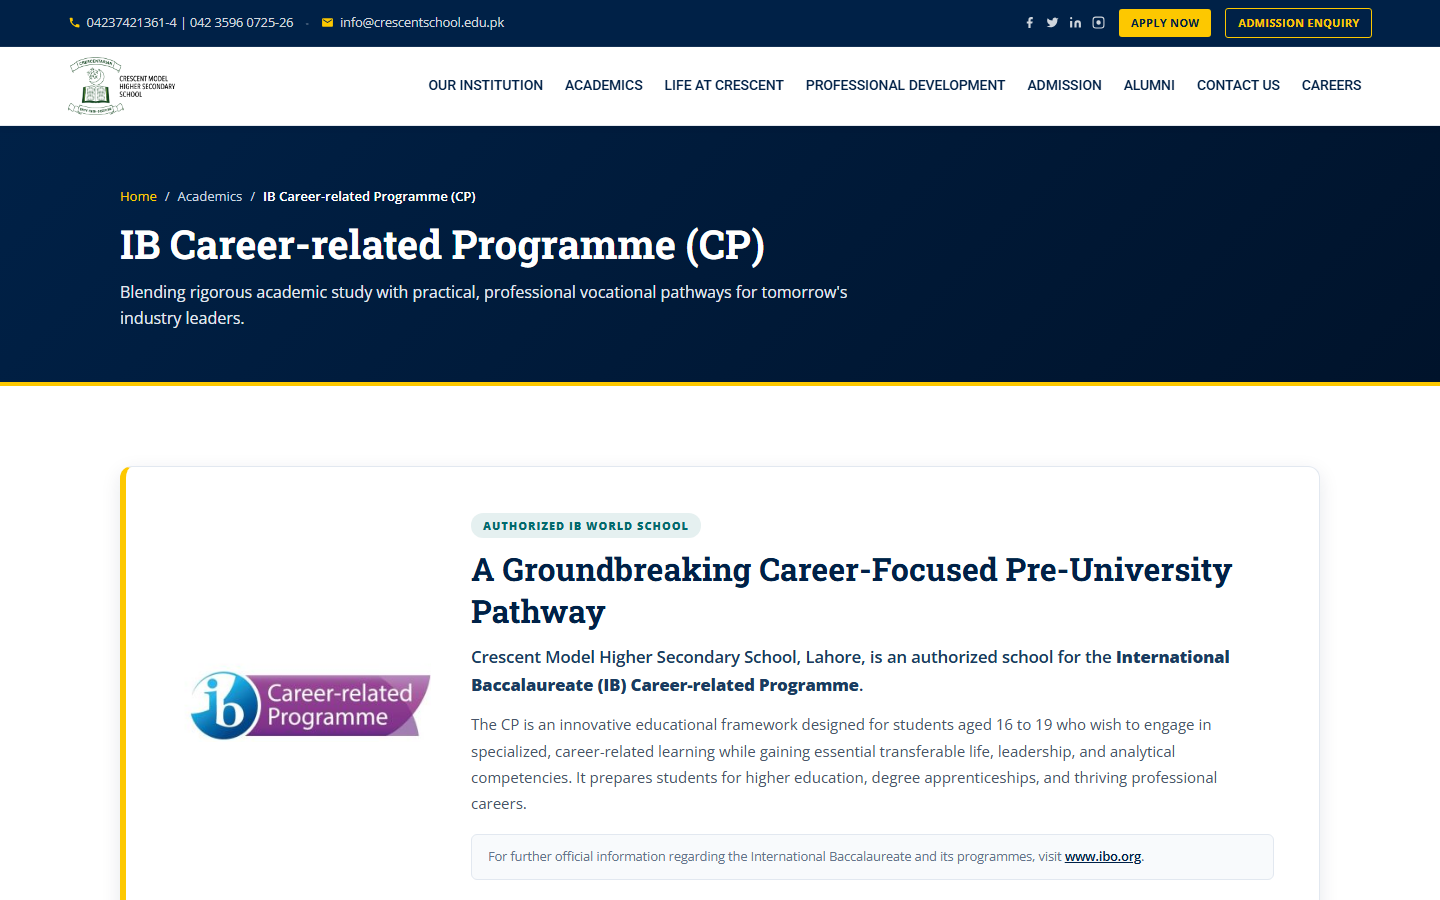 04237421361-4 | 042 3596 0725-26
info@crescentschool.edu.pk
APPLY NOW
ADMISSION ENQUIRY
CRESCENT MODEL
HIGHER SECONDARY
SCHOOL
OUR INSTITUTION
ACADEMICS
LIFE AT CRESCENT
PROFESSIONAL DEVELOPMENT
ADMISSION
ALUMNI
CONTACT US
CAREERS
Home / Academics / IB Career-related Programme (CP)
IB Career-related Programme (CP)
Blending rigorous academic study with practical, professional vocational pathways for tomorrow's
industry leaders.
AUTHORIZED IB WORLD SCHOOL
A Groundbreaking Career-Focused Pre-University
Pathway
Crescent Model Higher Secondary School, Lahore, is an authorized school for the International
Baccalaureate (IB) Career-related Programme.
ib
Career-related
Programme
The CP is an innovative educational framework designed for students aged 16 to 19 who wish to engage in
specialized, career-related learning while gaining essential transferable life, leadership, and analytical
competencies. It prepares students for higher education, degree apprenticeships, and thriving professional
careers.
For further official information regarding the International Baccalaureate and its programmes, visit www.ibo.org.